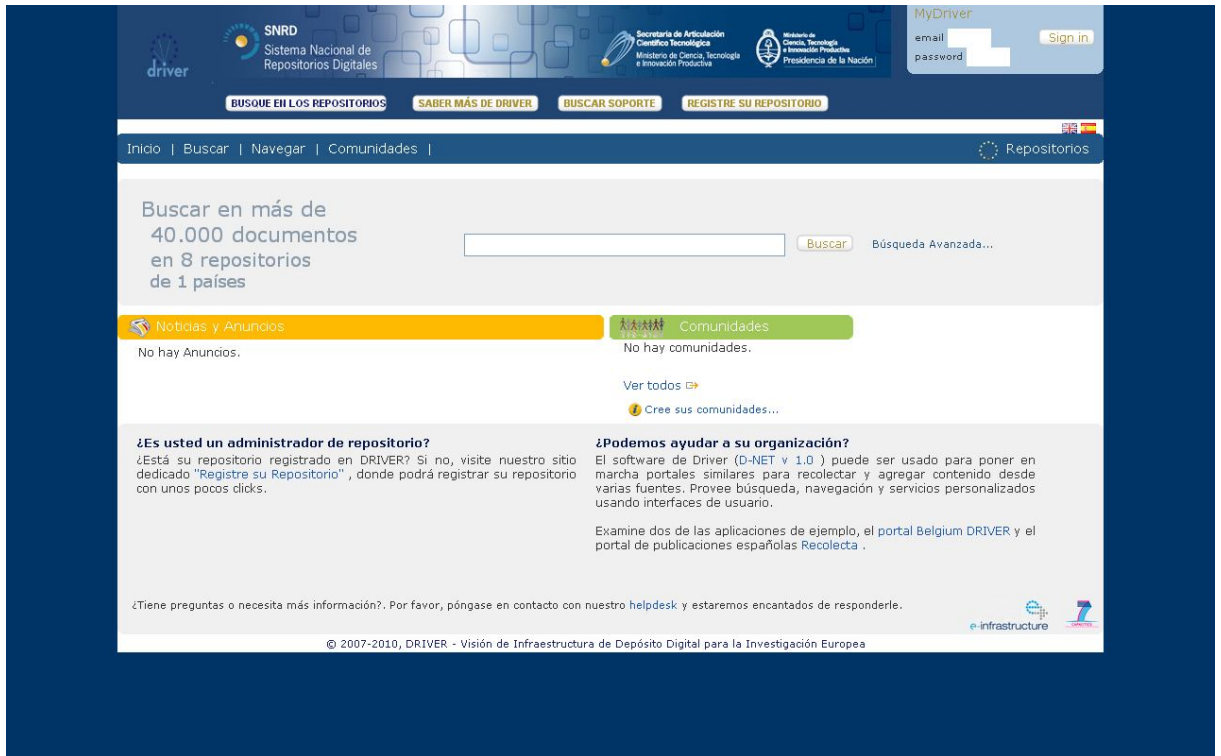 MyDriver
email
Sign in
password
driver
SNRD
Sistema Nacional de
Repositorios Digitales
Secretaría de Articulación
Científico Tecnológica
Ministerio de Ciencia, Tecnología
e Innovación Productiva
Ministerio de
Ciencia, Tecnología
e Innovación Productiva
Presidencia de la Nación
BUSQUE EN LOS REPOSITORIOS
SABER MÁS DE DRIVER
BUSCAR SOPORTE
REGISTRE SU REPOSITORIO
Inicio | Buscar | Navegar | Comunidades |
Repositorios
Buscar en más de
40.000 documentos
en 8 repositorios
de 1 países
Buscar
Búsqueda Avanzada...
Noticias y Anuncios
No hay Anuncios.
Comunidades
No hay comunidades.
Ver todos
Cree sus comunidades...
¿Es usted un administrador de repositorio?
¿Está su repositorio registrado en DRIVER? Si no, visite nuestro sitio
dedicado "Registre su Repositorio" , donde podrá registrar su repositorio
con unos pocos clicks.
¿Podemos ayudar a su organización?
El software de Driver (D-NET v 1.0 ) puede ser usado para poner en
marcha portales similares para recolectar y agregar contenido desde
varias fuentes. Provee búsqueda, navegación y servicios personalizados
usando interfaces de usuario.
Examine dos de las aplicaciones de ejemplo, el portal Belgium DRIVER y el
portal de publicaciones españolas Recolecta .
¿Tiene preguntas o necesita más información?. Por favor, póngase en contacto con nuestro helpdesk y estaremos encantados de responderle.
e-infrastructure
© 2007-2010, DRIVER - Visión de Infraestructura de Depósito Digital para la Investigación Europea